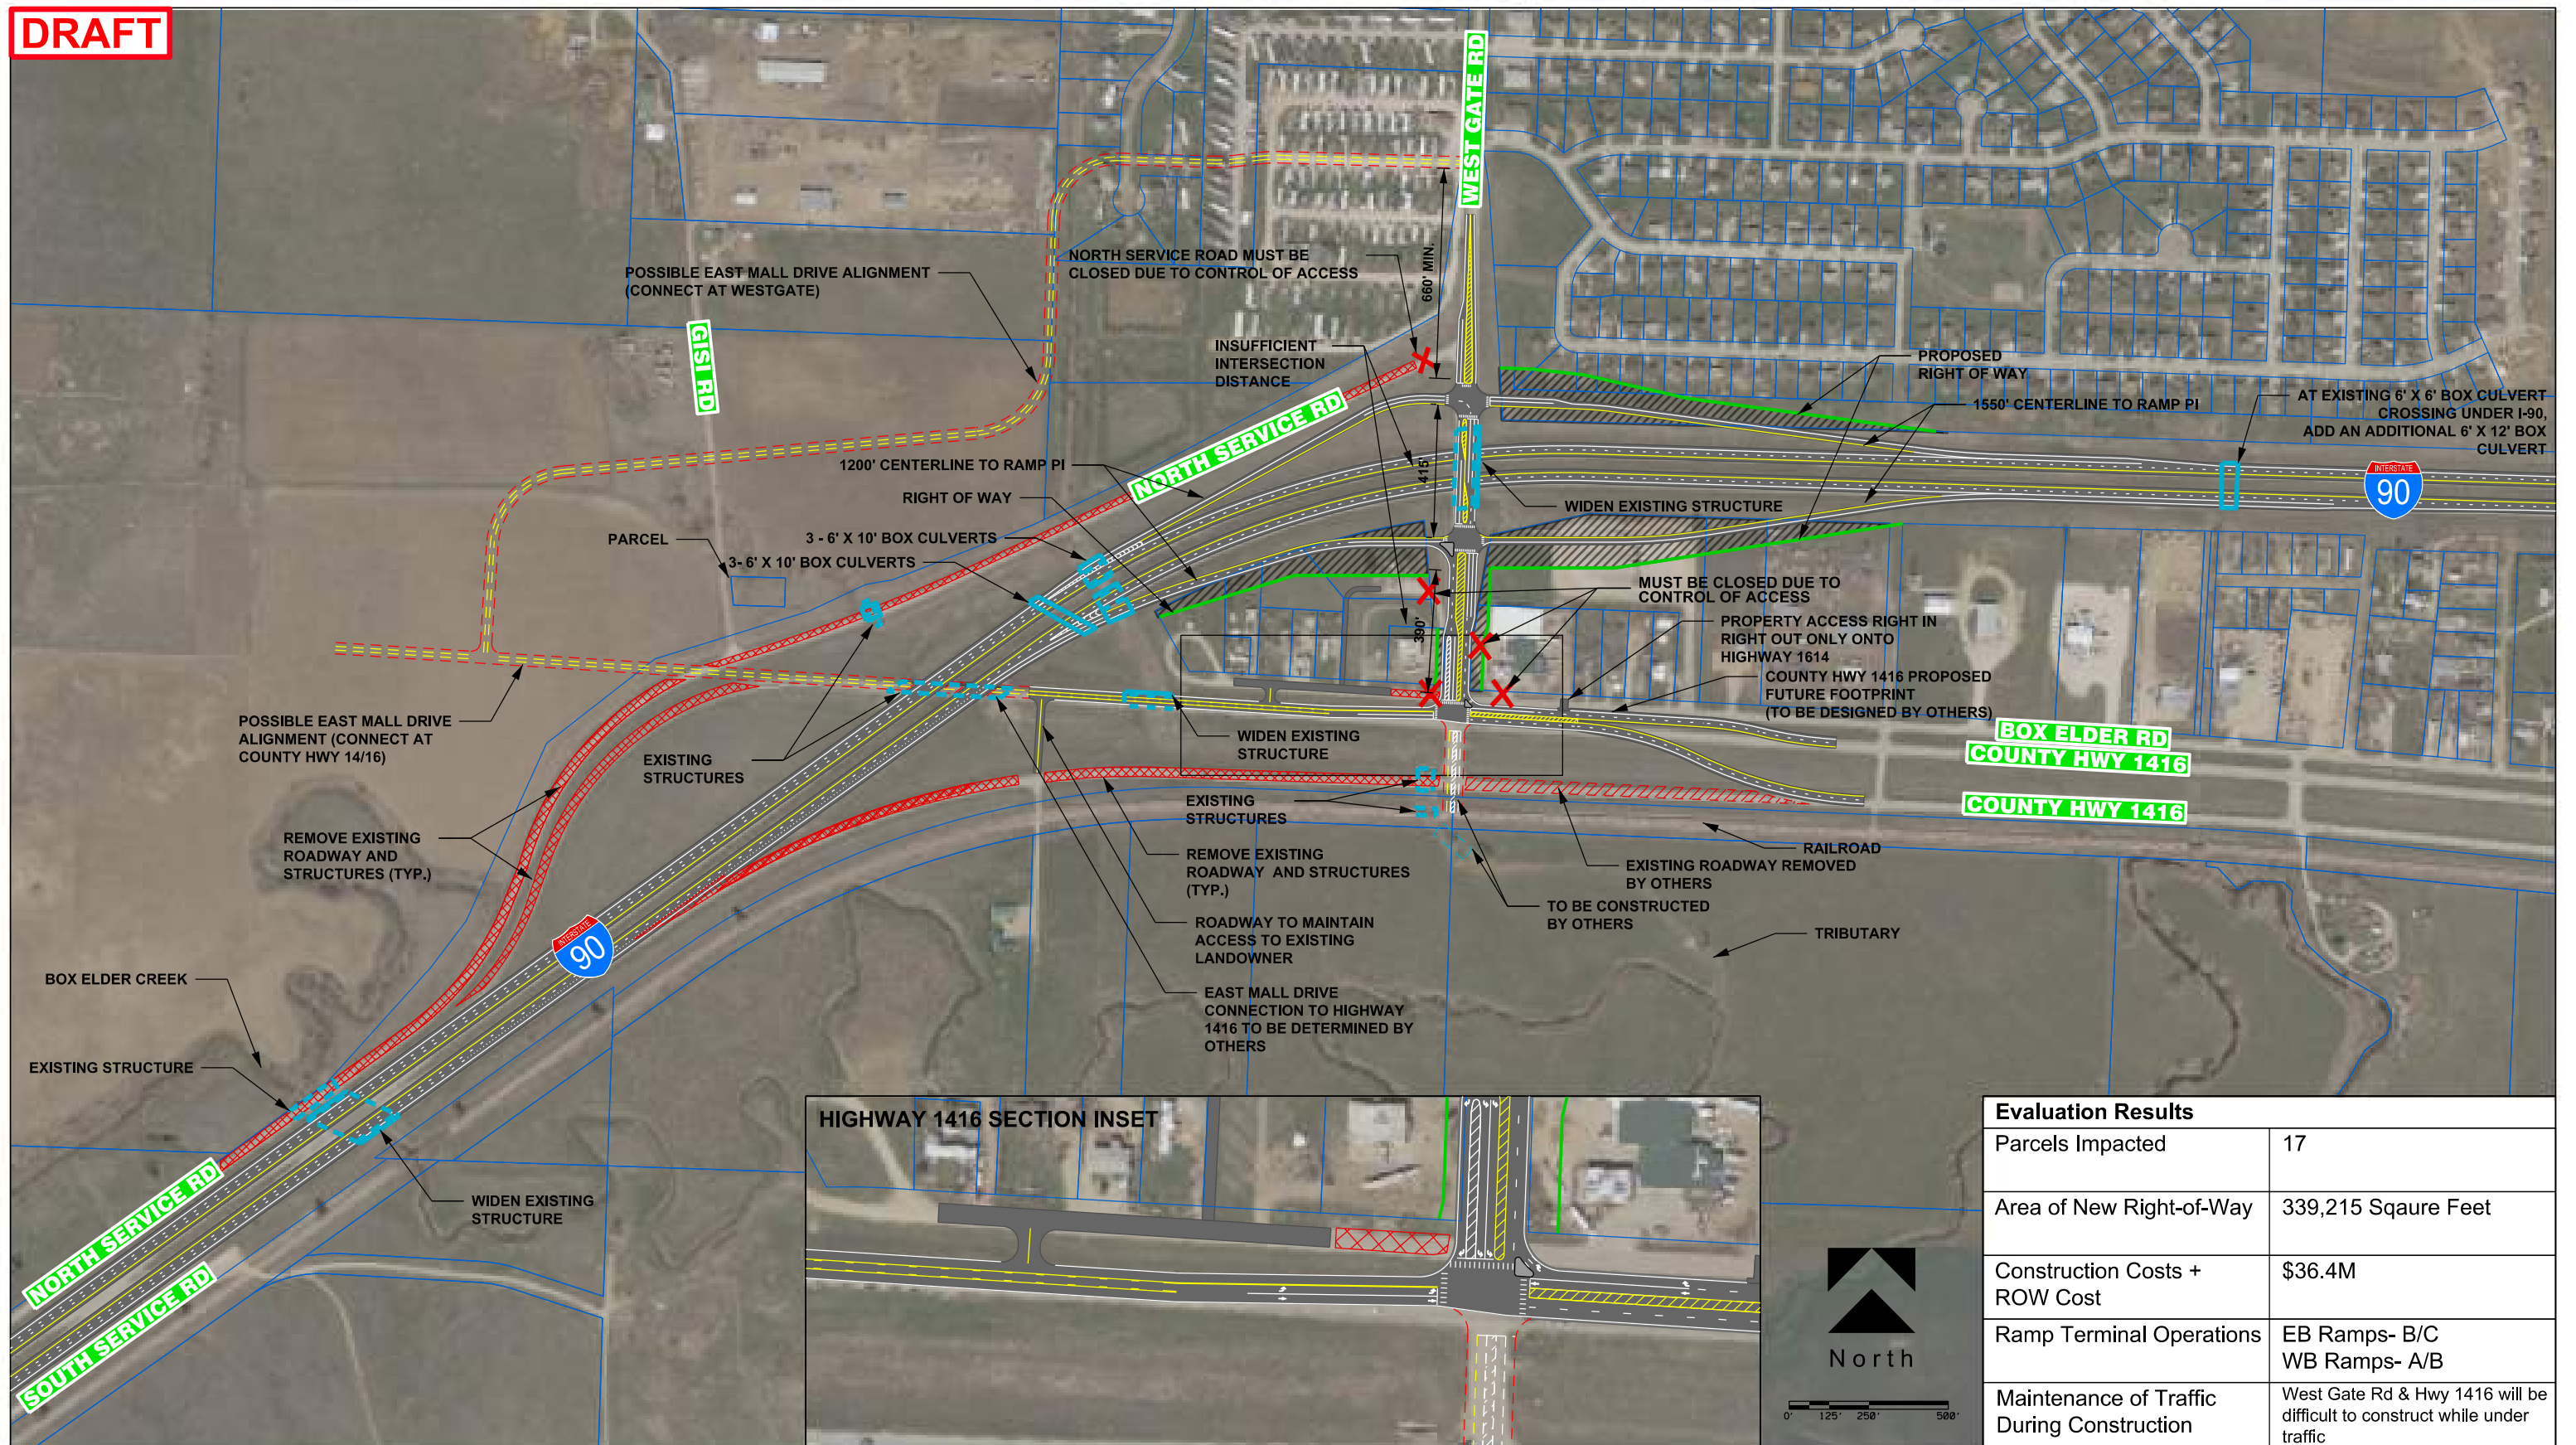 DRAFT
WEST GATE RD
NORTH SERVICE ROAD MUST BE
CLOSED DUE TO CONTROL OF ACCESS
660' MIN.
POSSIBLE EAST MALL DRIVE ALIGNMENT
(CONNECT AT WESTGATE)
GISI RD
INSUFFICIENT
INTERSECTION
DISTANCE
PROPOSED
RIGHT OF WAY
1550' CENTERLINE TO RAMP PI
AT EXISTING 6' X 6' BOX CULVERT
CROSSING UNDER I-90,
ADD AN ADDITIONAL 6' X 12' BOX
CULVERT
NORTH SERVICE RD
1200' CENTERLINE TO RAMP PI
415'
INTERSTATE
90
RIGHT OF WAY
WIDEN EXISTING STRUCTURE
PARCEL
3 - 6' X 10' BOX CULVERTS
3- 6' X 10' BOX CULVERTS
MUST BE CLOSED DUE TO
CONTROL OF ACCESS
390'
PROPERTY ACCESS RIGHT IN
RIGHT OUT ONLY ONTO
HIGHWAY 1614
COUNTY HWY 1416 PROPOSED
FUTURE FOOTPRINT
(TO BE DESIGNED BY OTHERS)
POSSIBLE EAST MALL DRIVE
ALIGNMENT (CONNECT AT
COUNTY HWY 14/16)
EXISTING
STRUCTURES
WIDEN EXISTING
STRUCTURE
BOX ELDER RD
COUNTY HWY 1416
COUNTY HWY 1416
EXISTING
STRUCTURES
REMOVE EXISTING
ROADWAY AND
STRUCTURES (TYP.)
REMOVE EXISTING
ROADWAY AND STRUCTURES
(TYP.)
RAILROAD
EXISTING ROADWAY REMOVED
BY OTHERS
TO BE CONSTRUCTED
BY OTHERS
ROADWAY TO MAINTAIN
ACCESS TO EXISTING
LANDOWNER
TRIBUTARY
INTERSTATE
90
BOX ELDER CREEK
EAST MALL DRIVE
CONNECTION TO HIGHWAY
1416 TO BE DETERMINED BY
OTHERS
EXISTING STRUCTURE
WIDEN EXISTING
STRUCTURE
NORTH SERVICE RD
SOUTH SERVICE RD
HIGHWAY 1416 SECTION INSET
North
0' 125' 250' 500'
Evaluation Results
Parcels Impacted 17
Area of New Right-of-Way 339,215 Sqaure Feet
Construction Costs + $36.4M
ROW Cost
Ramp Terminal Operations EB Ramps- B/C
WB Ramps- A/B
Maintenance of Traffic West Gate Rd & Hwy 1416 will be
During Construction difficult to construct while under
traffic